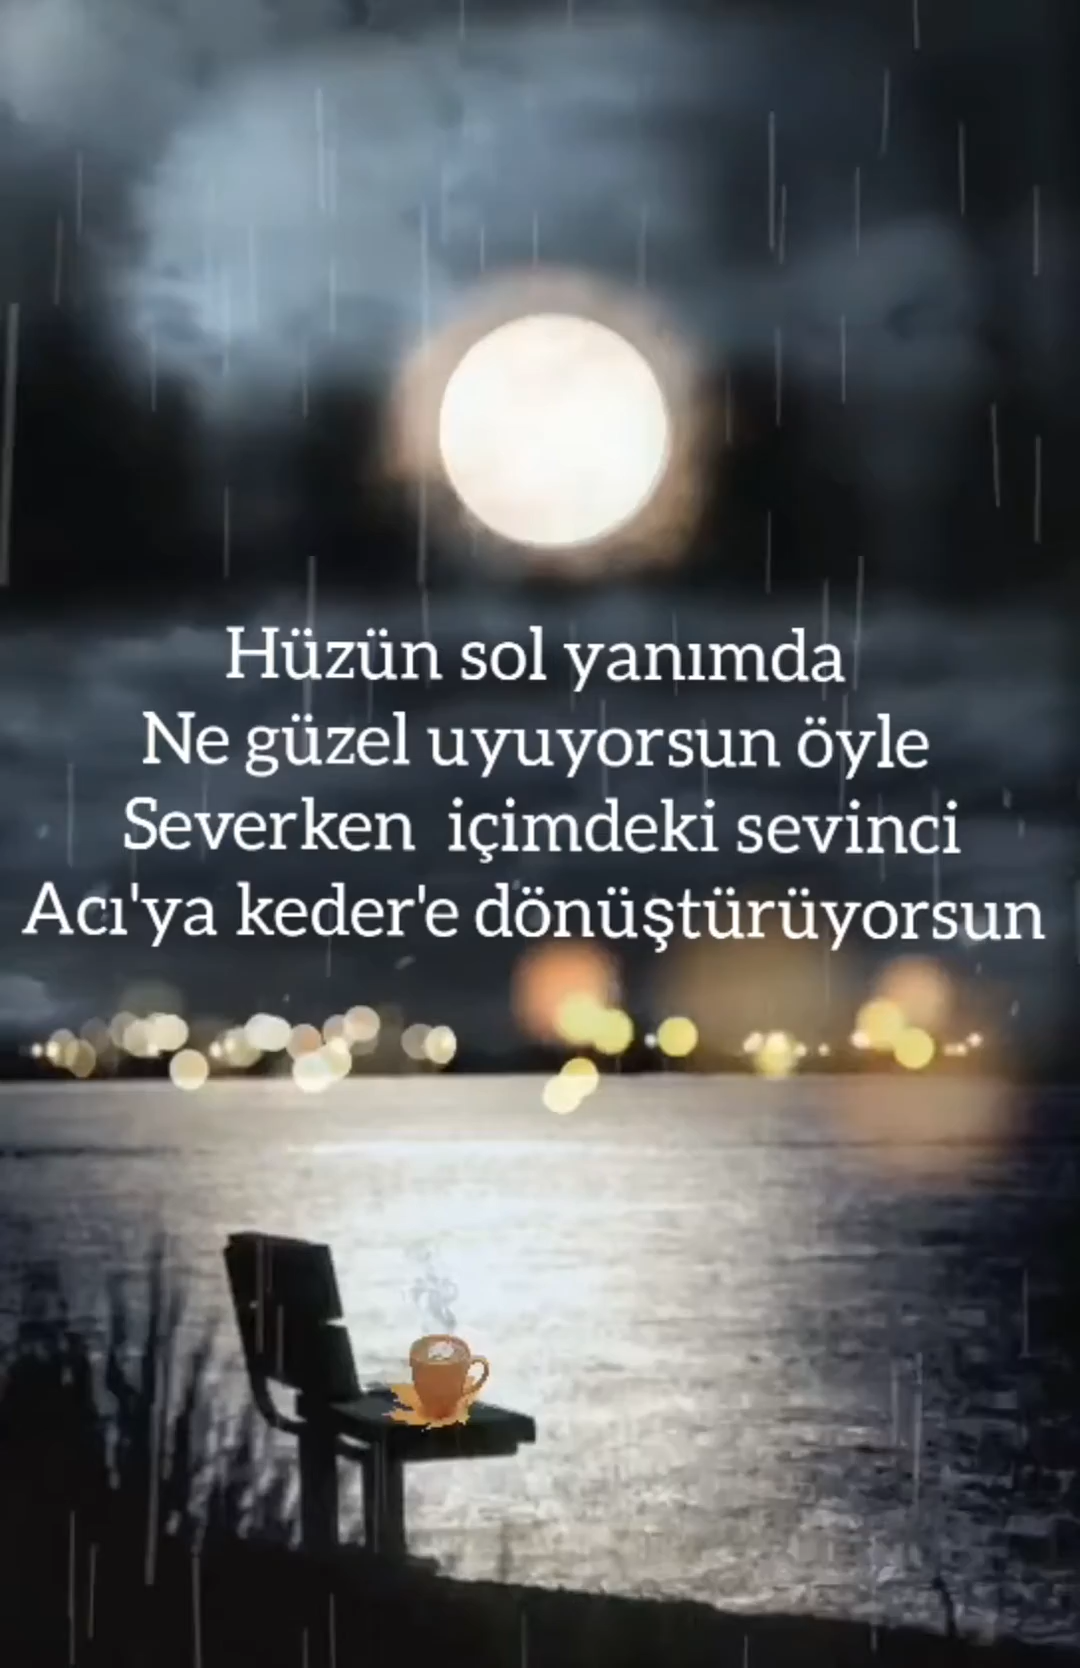 Hüzün sol yanımda
Ne güzel uyuyorsun öyle
Severken içimdeki sevinci
Acı'ya keder'e dönüştürüyorsun